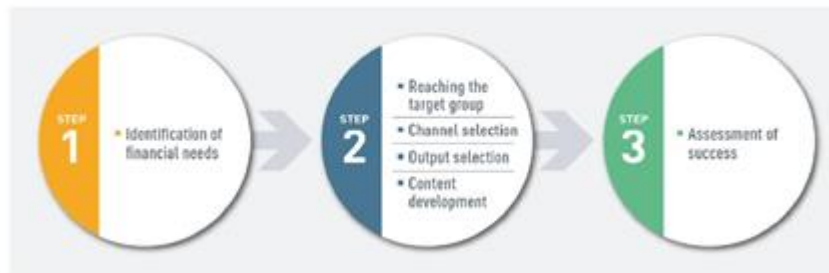 STEP
1
▪ Identification of
financial needs
STEP
2
▪ Reaching the
target group
▪ Channel selection
▪ Output selection
▪ Content
development
STEP
3
▪ Assessment of
success